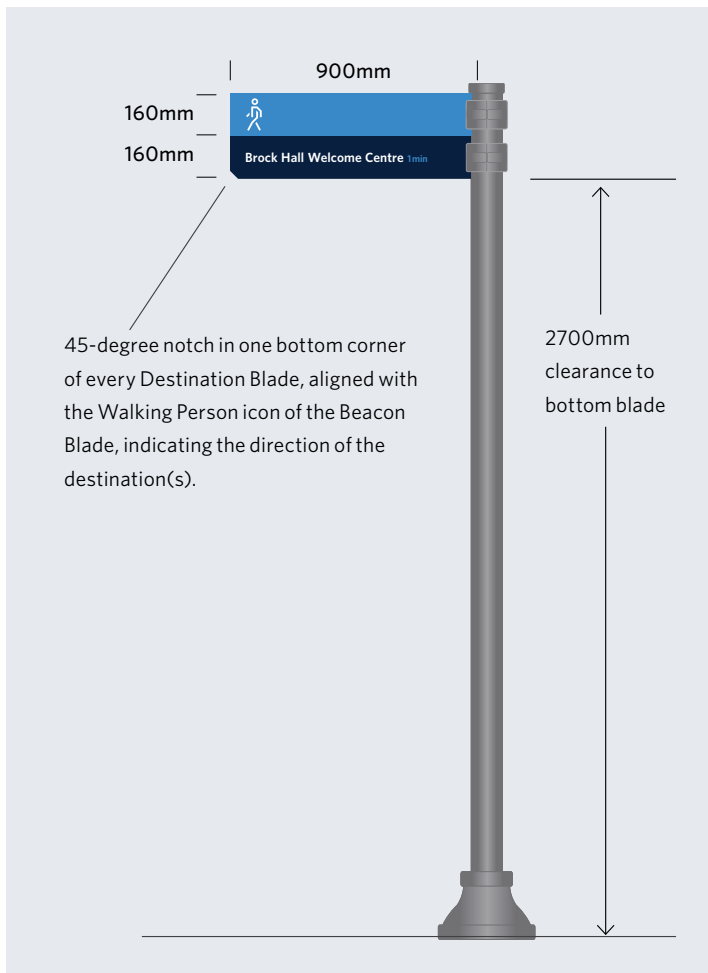 900mm
160mm
160mm
Brock Hall Welcome Centre 1min
45-degree notch in one bottom corner
of every Destination Blade, aligned with
the Walking Person icon of the Beacon
Blade, indicating the direction of the
destination(s).
2700mm
clearance to
bottom blade